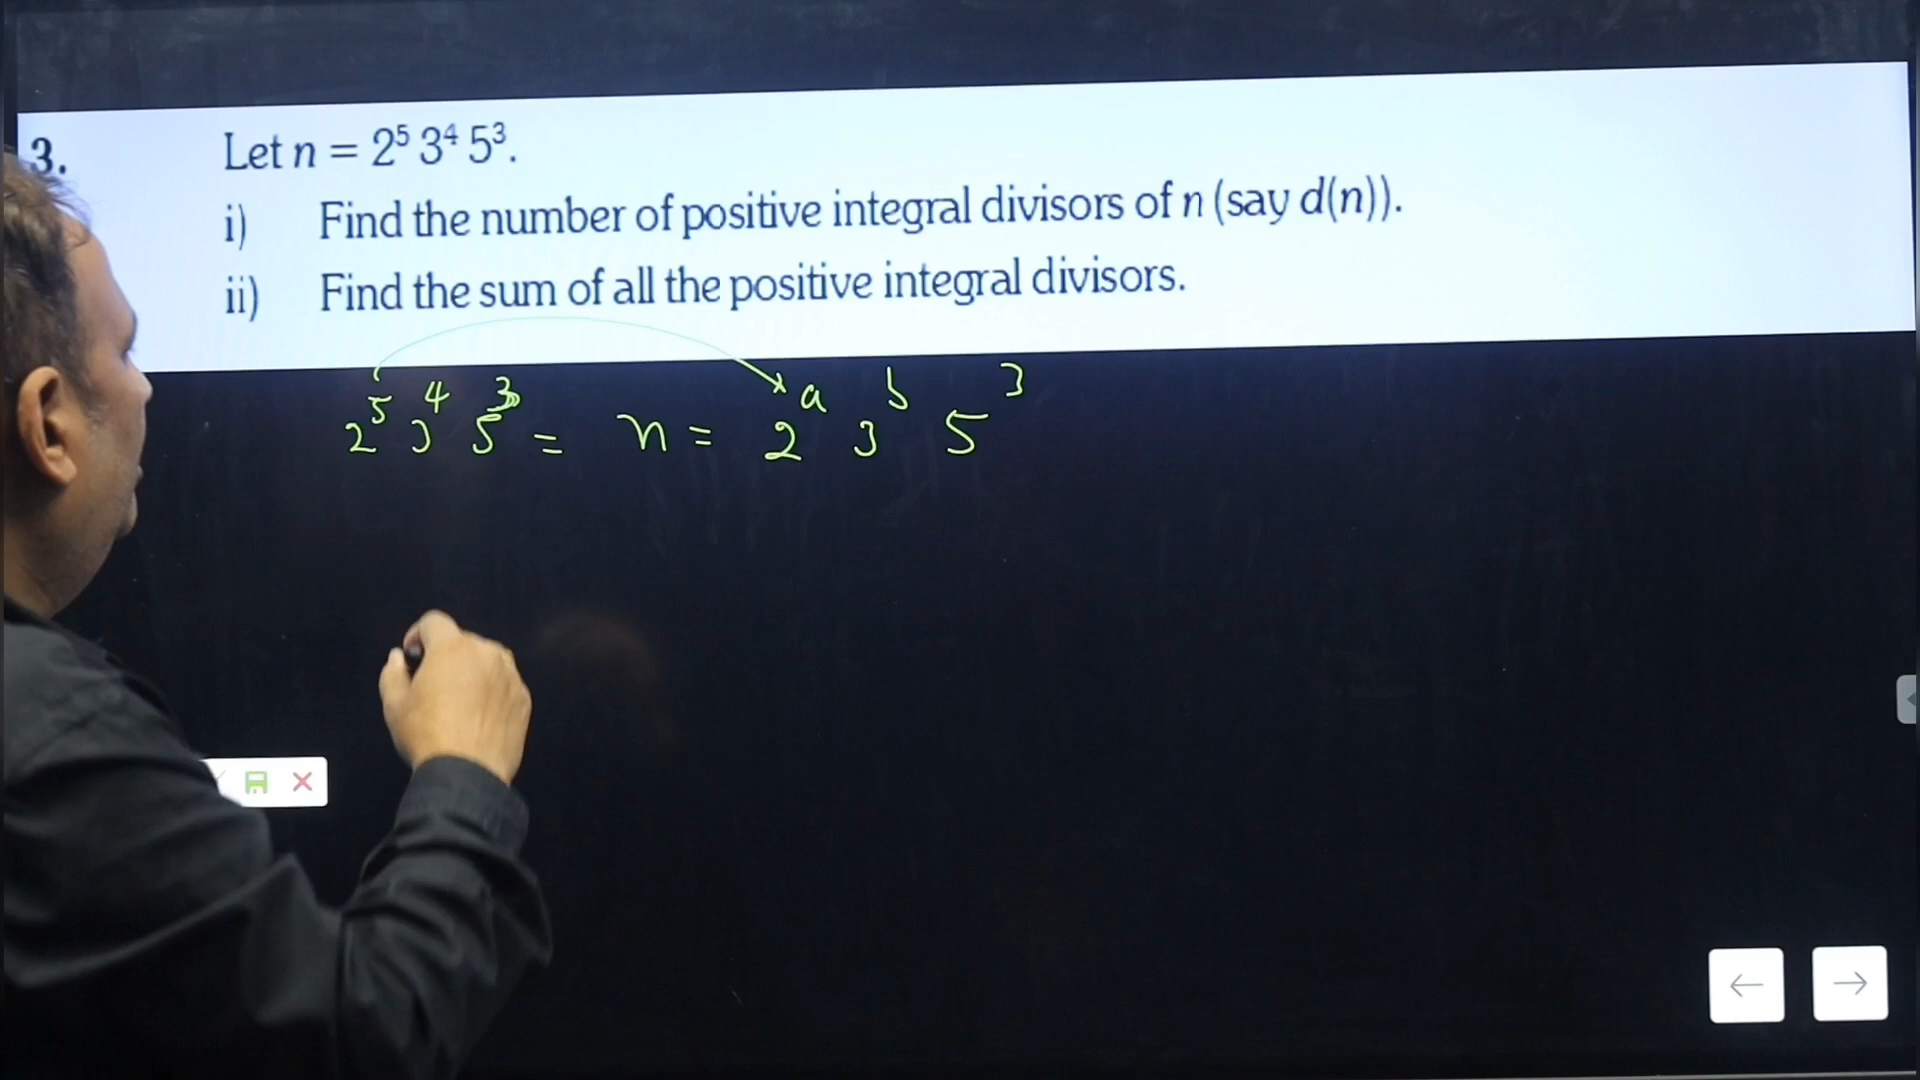 3. Let n = 2⁵ 3⁴ 5³.
i) Find the number of positive integral divisors of n (say d(n)).
ii) Find the sum of all the positive integral divisors.
2⁵ 3⁴ 5³ = n = 2ᵃ 3ᵇ 5³